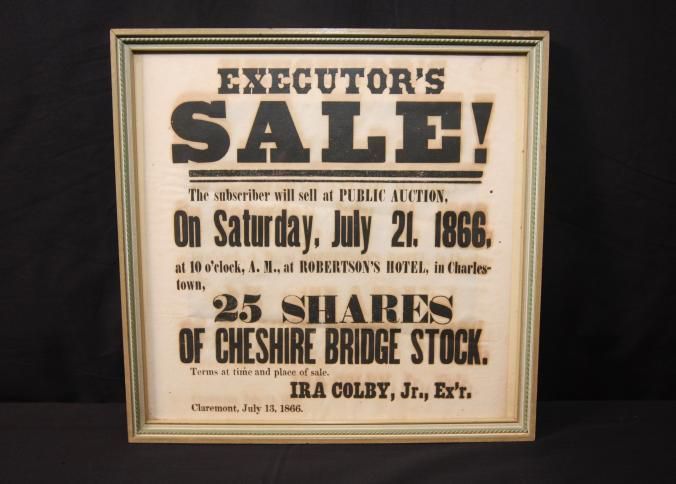 EXECUTOR'S
SALE!
The subscriber will sell at PUBLIC AUCTION,
On Saturday, July 21, 1866,
at 10 o'clock, A. M., at ROBERTSON'S HOTEL, in Charles-
town,
25 SHARES
OF CHESHIRE BRIDGE STOCK.
Terms at time and place of sale.
IRA COLBY, Jr., Ex'r.
Claremont, July 13, 1866.